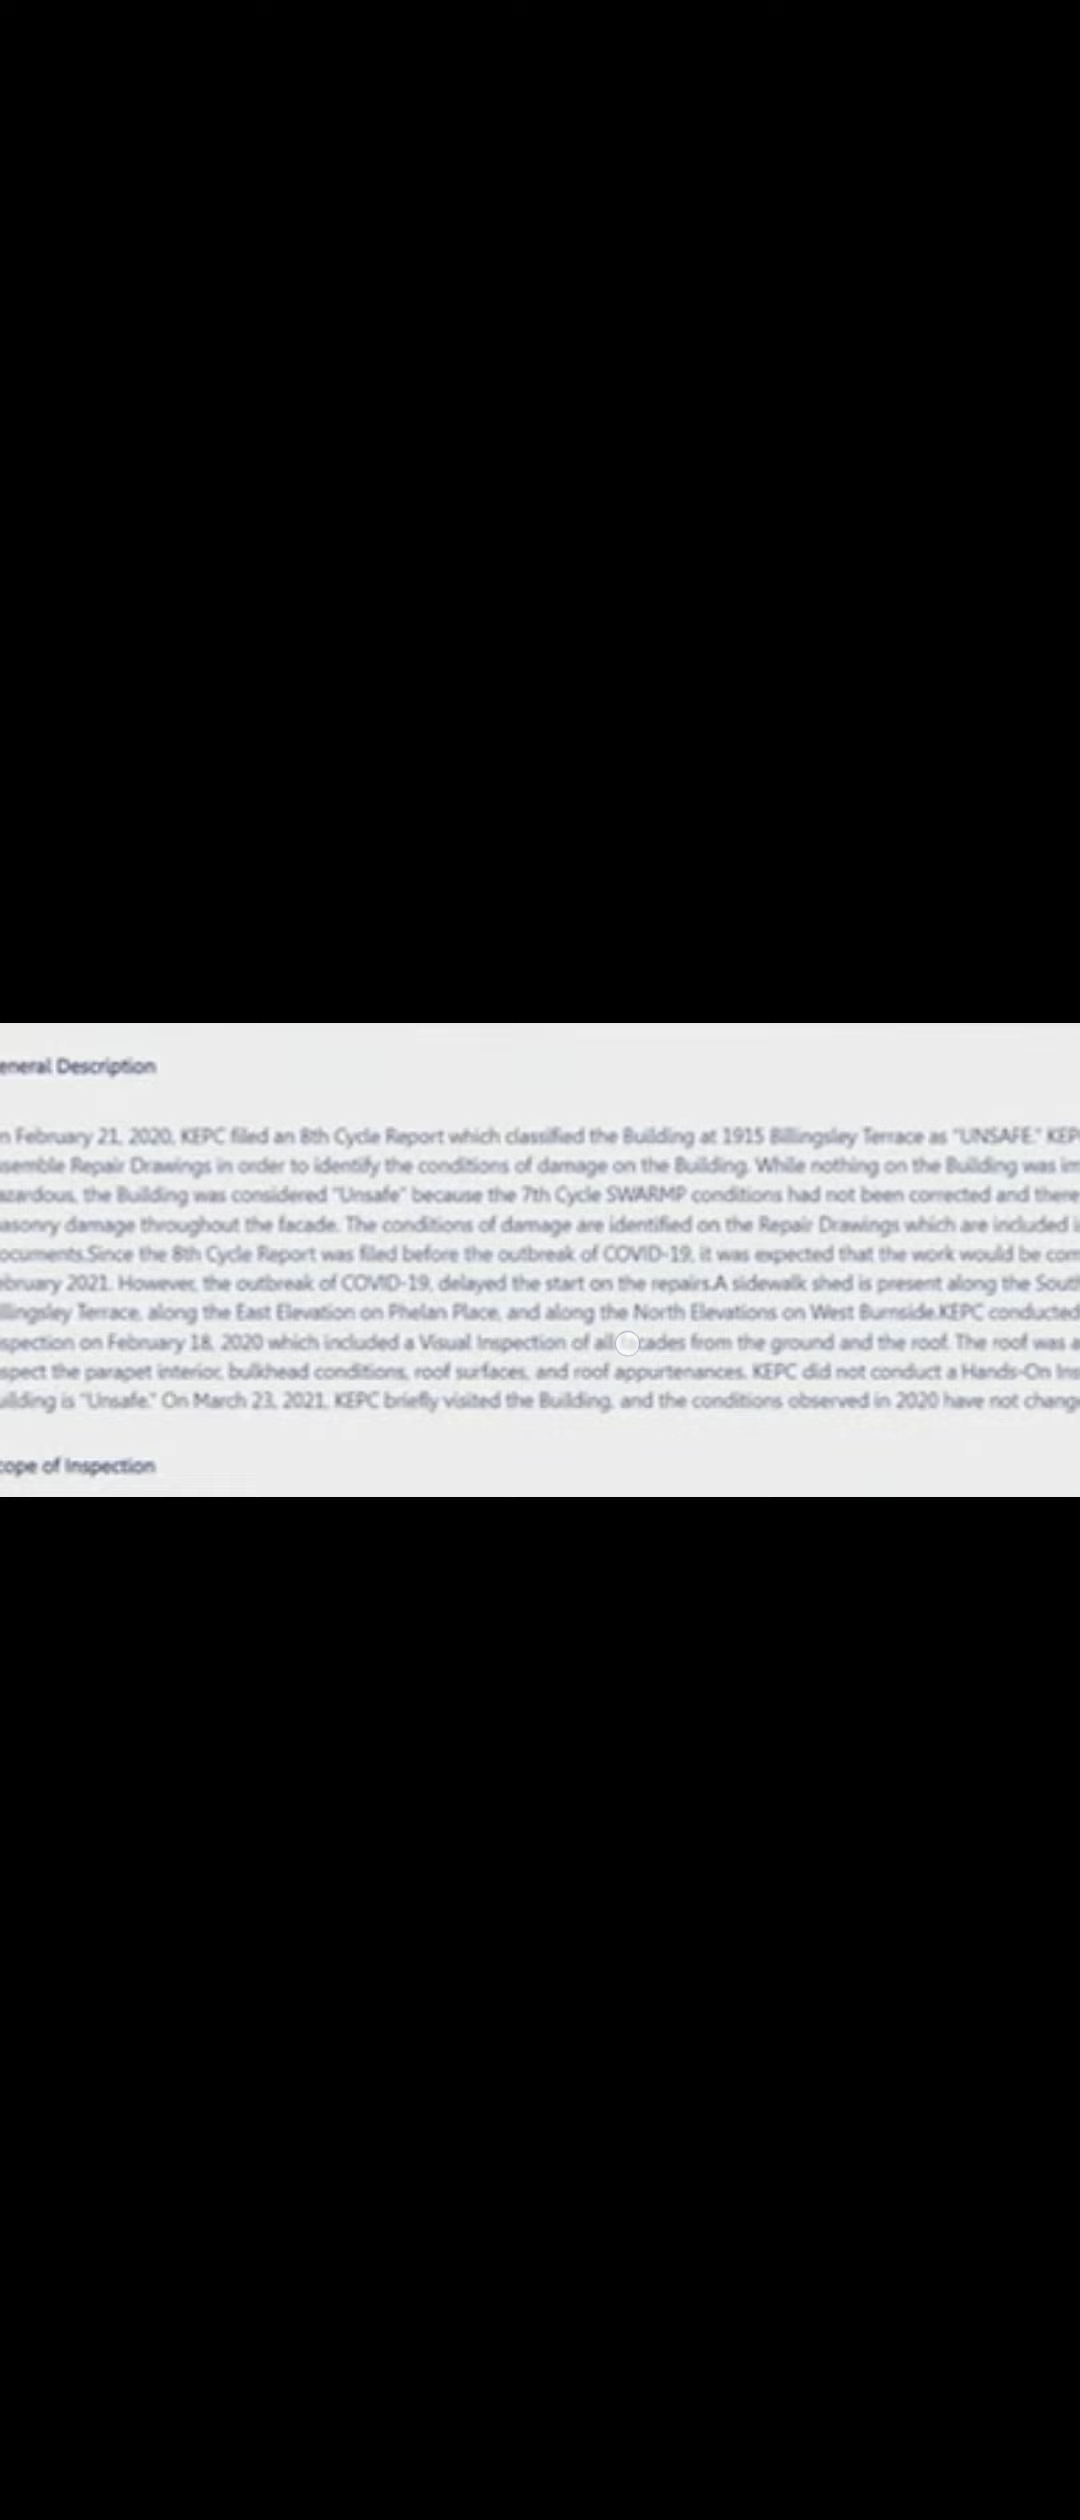 eneral Description
n February 21, 2020, KEPC filed an 8th Cycle Report which classified the Building at 1915 Billingsley Terrace as "UNSAFE." KEP
semble Repair Drawings in order to identify the conditions of damage on the Building. While nothing on the Building was im
azardous, the Building was considered "Unsafe" because the 7th Cycle SWARMP conditions had not been corrected and there
asonry damage throughout the facade. The conditions of damage are identified on the Repair Drawings which are included i
ocuments.Since the 8th Cycle Report was filed before the outbreak of COVID-19, it was expected that the work would be com
ebruary 2021. However, the outbreak of COVID-19, delayed the start on the repairs.A sidewalk shed is present along the Sout
llingsley Terrace, along the East Elevation on Phelan Place, and along the North Elevations on West Burnside.KEPC conducted
spection on February 18, 2020 which included a Visual Inspection of all cades from the ground and the roof. The roof was a
spect the parapet interior, bulkhead conditions, roof surfaces, and roof appurtenances. KEPC did not conduct a Hands-On Ins
uilding is "Unsafe." On March 23, 2021, KEPC briefly visited the Building, and the conditions observed in 2020 have not change
cope of Inspection